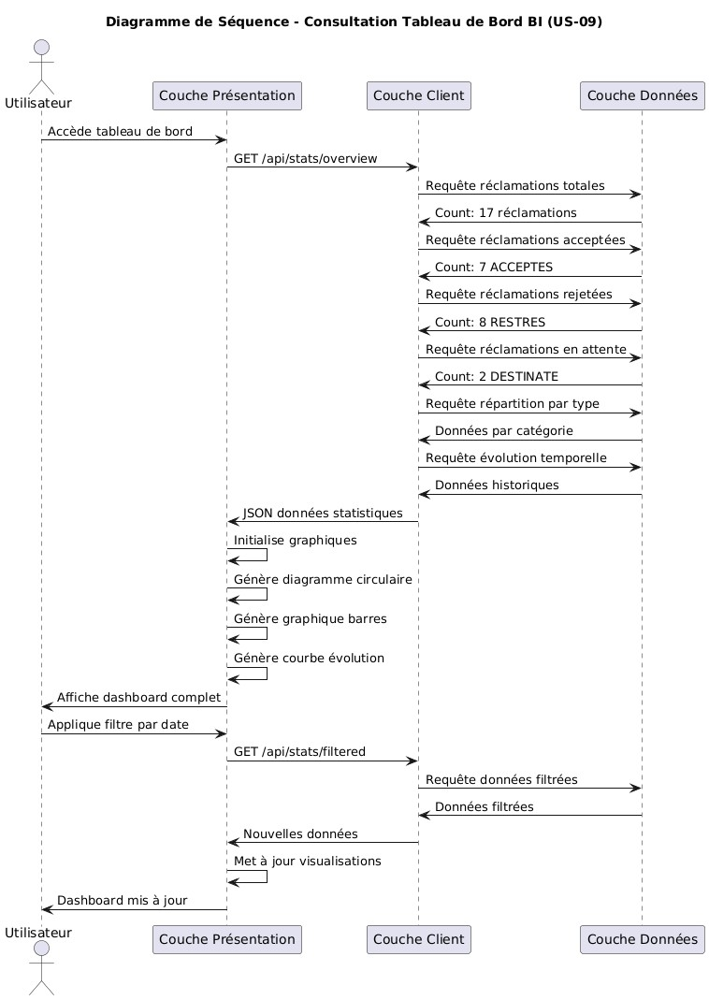 Diagramme de Séquence - Consultation Tableau de Bord BI (US-09)
Utilisateur
Couche Présentation
Couche Client
Couche Données
Accède tableau de bord
GET /api/stats/overview
Requête réclamations totales
Count: 17 réclamations
Requête réclamations acceptées
Count: 7 ACCEPTES
Requête réclamations rejetées
Count: 8 RESTRES
Requête réclamations en attente
Count: 2 DESTINATE
Requête répartition par type
Données par catégorie
Requête évolution temporelle
Données historiques
JSON données statistiques
Initialise graphiques
Génère diagramme circulaire
Génère graphique barres
Génère courbe évolution
Affiche dashboard complet
Applique filtre par date
GET /api/stats/filtered
Requête données filtrées
Données filtrées
Nouvelles données
Met à jour visualisations
Dashboard mis à jour
Utilisateur
Couche Présentation
Couche Client
Couche Données